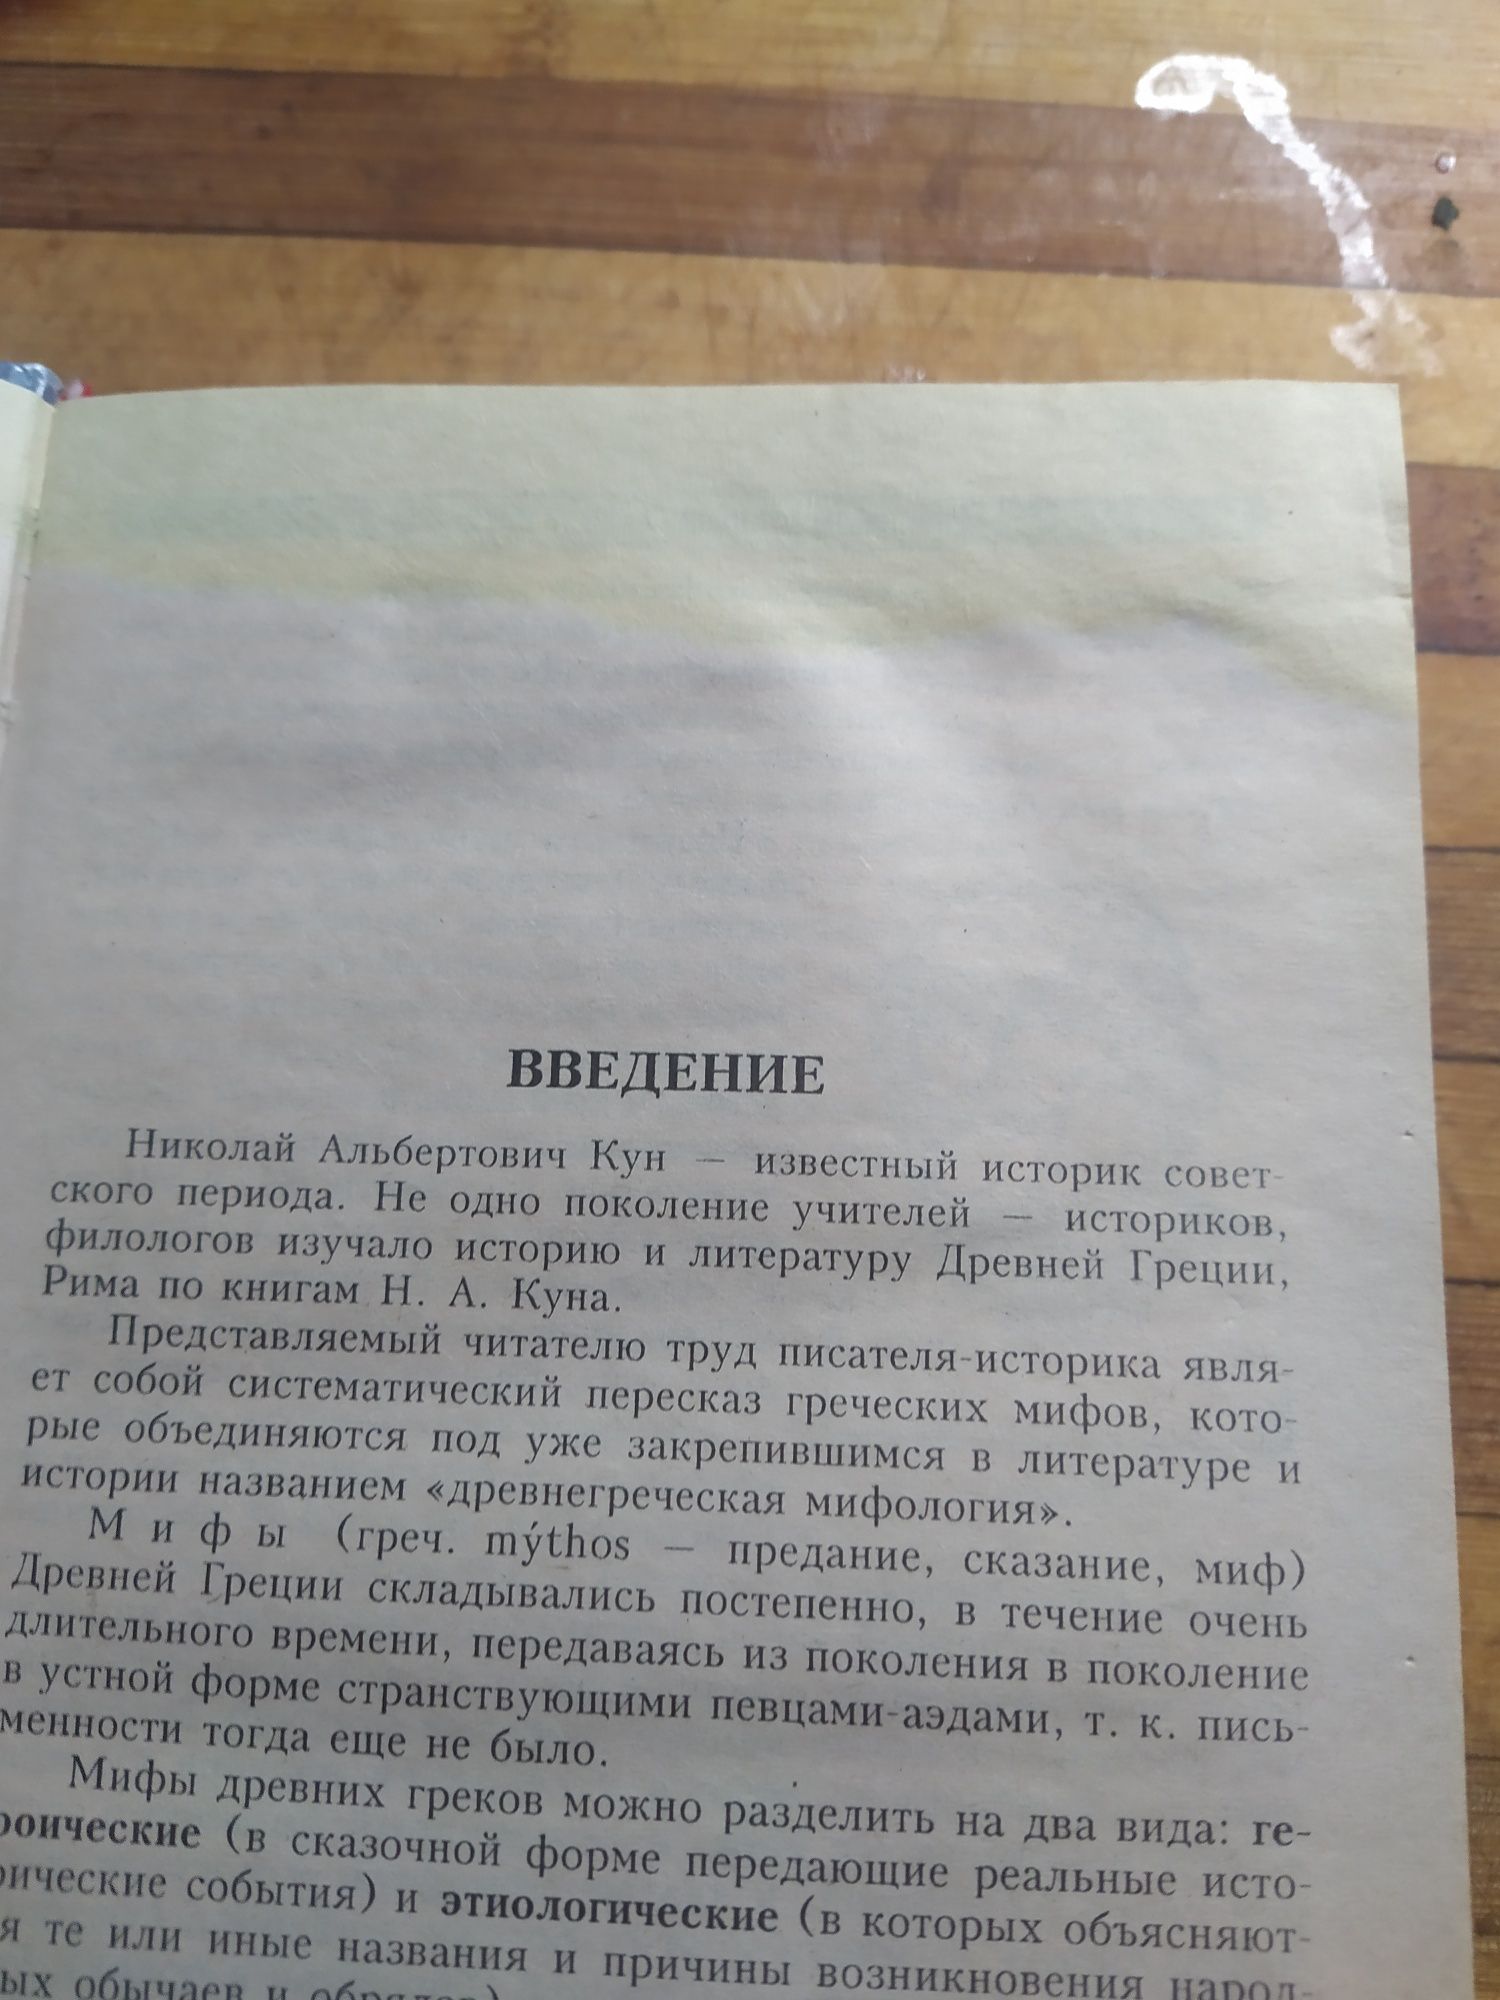 ВВЕДЕНИЕ
Николай Альбертович Кун — известный историк совет-
ского периода. Не одно поколение учителей — историков,
филологов изучало историю и литературу Древней Греции,
Рима по книгам Н. А. Куна.
Представляемый читателю труд писателя-историка явля-
ет собой систематический пересказ греческих мифов, кото-
рые объединяются под уже закрепившимся в литературе и
истории названием «древнегреческая мифология».
М и ф ы (греч. mýthos — предание, сказание, миф)
Древней Греции складывались постепенно, в течение очень
длительного времени, передаваясь из поколения в поколение
в устной форме странствующими певцами-аэдами, т. к. пись-
менности тогда еще не было.
Мифы древних греков можно разделить на два вида: ге-
роические (в сказочной форме передающие реальные исто-
рические события) и этиологические (в которых объясняют-
я те или иные названия и причины возникновения народ-
ых обычаев и обрядов)